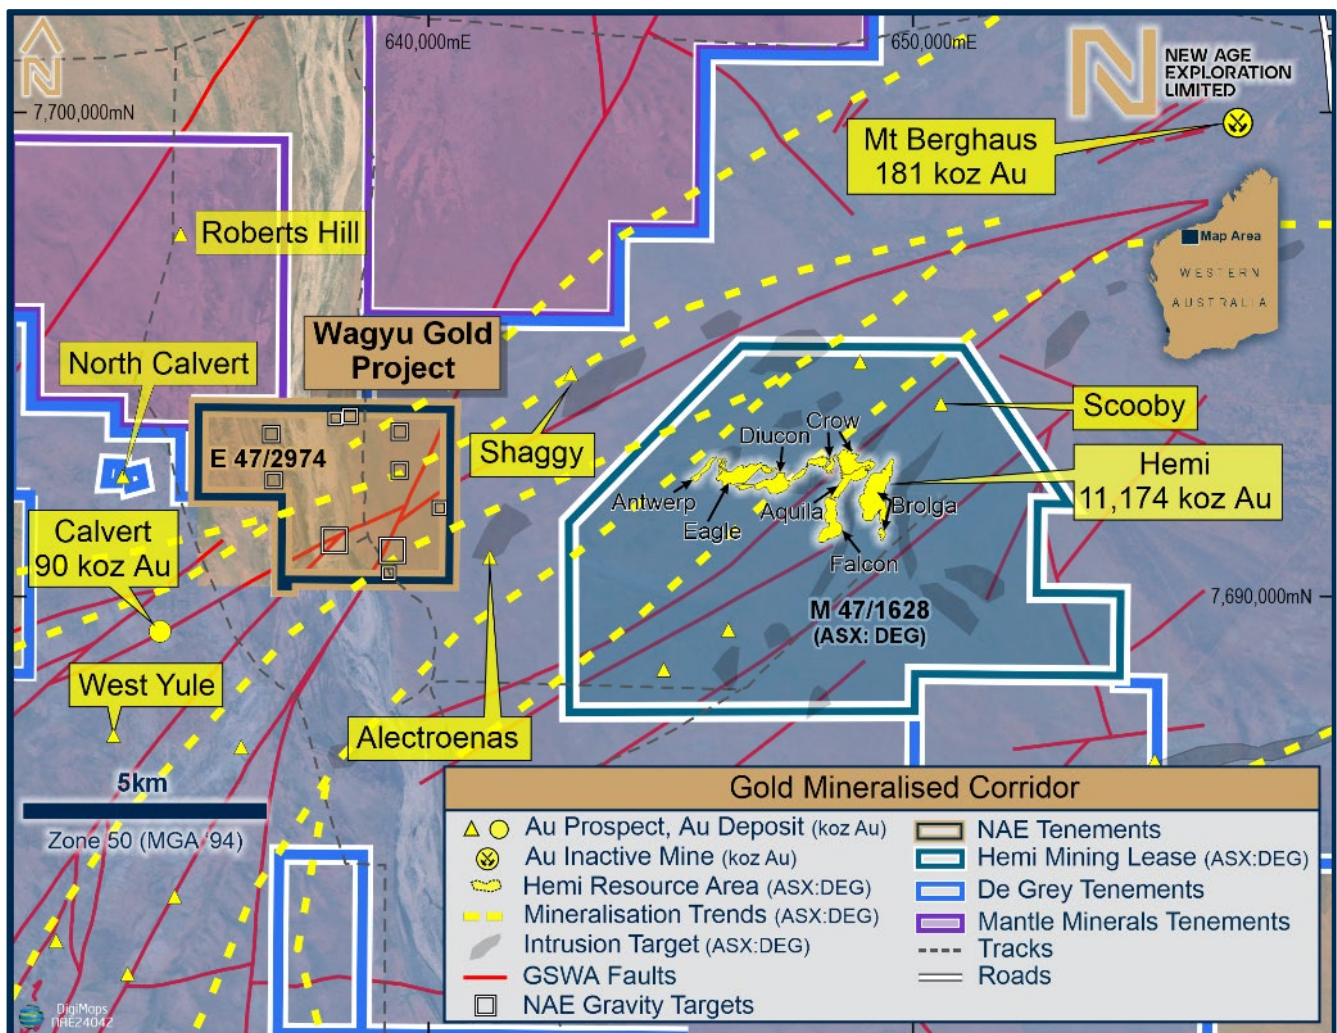 N
640,000mE
650,000mE
NEW AGE
EXPLORATION
LIMITED
7,700,000mN
Mt Berghaus
181 koz Au
Roberts Hill
Map Area
WESTERN
AUSTRALIA
Wagyu Gold
Project
North Calvert
E 47/2974
Shaggy
Scooby
Crow
Diucon
Hemi
11,174 koz Au
Antwerp
Eagle
Aquila
Brolga
Falcon
Calvert
90 koz Au
7,690,000mN
M 47/1628
(ASX: DEG)
West Yule
Alectroenas
5km
Zone 50 (MGA '94)
Gold Mineralised Corridor
Au Prospect, Au Deposit (koz Au)
Au Inactive Mine (koz Au)
Hemi Resource Area (ASX:DEG)
Mineralisation Trends (ASX:DEG)
Intrusion Target (ASX:DEG)
GSWA Faults
NAE Gravity Targets
NAE Tenements
Hemi Mining Lease (ASX:DEG)
De Grey Tenements
Mantle Minerals Tenements
Tracks
Roads
DigiMaps
NAE24042